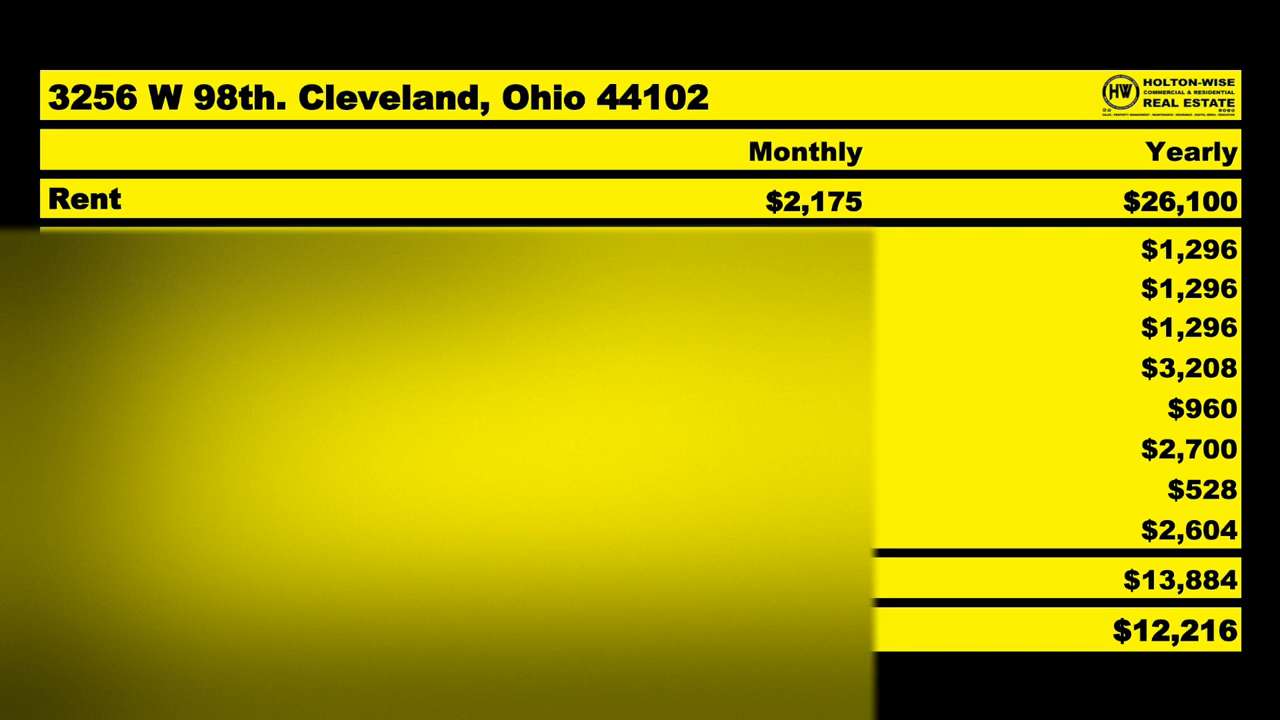 3256 W 98th. Cleveland, Ohio 44102
HW
HOLTON-WISE
COMMERCIAL & RESIDENTIAL
REAL ESTATE
Monthly Yearly
Rent $2,175 $26,100
$1,296
$1,296
$1,296
$3,208
$960
$2,700
$528
$2,604
$13,884
$12,216